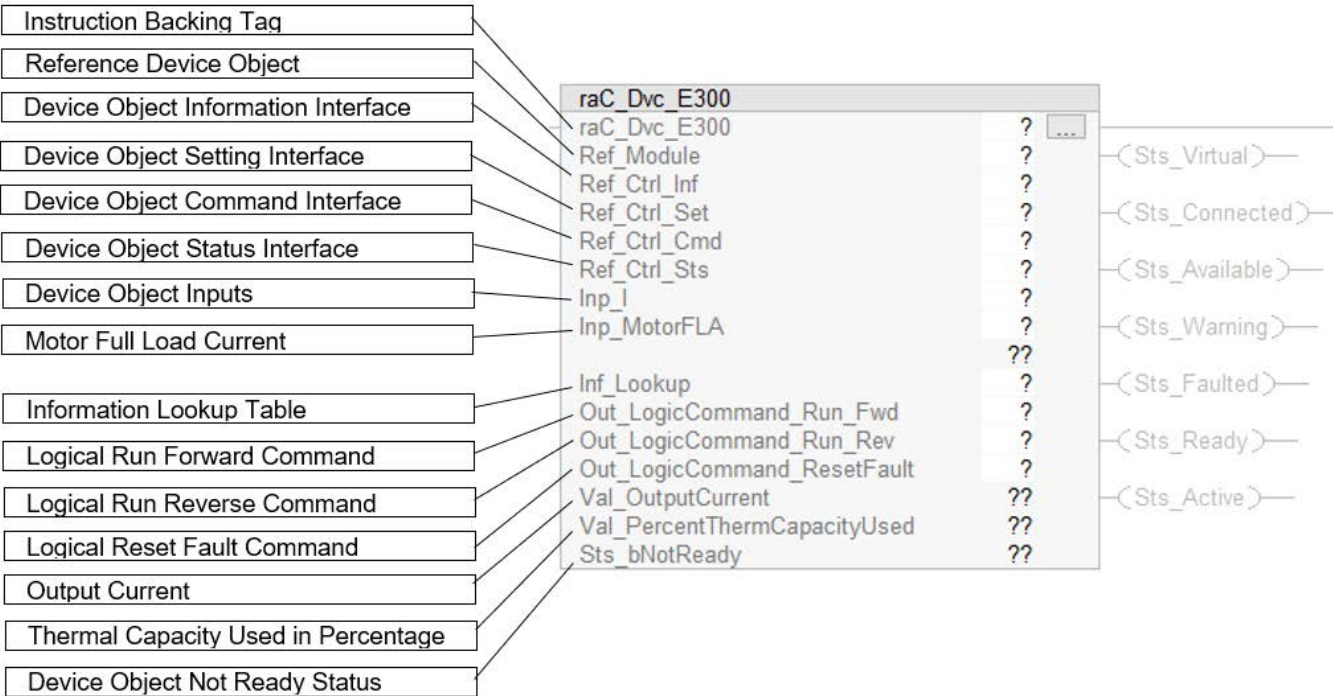 Instruction Backing Tag
Reference Device Object
Device Object Information Interface
Device Object Setting Interface
Device Object Command Interface
Device Object Status Interface
Device Object Inputs
Motor Full Load Current
Information Lookup Table
Logical Run Forward Command
Logical Run Reverse Command
Logical Reset Fault Command
Output Current
Thermal Capacity Used in Percentage
Device Object Not Ready Status
raC_Dvc_E300
raC_Dvc_E300 ? ...
Ref_Module ? (Sts_Virtual)
Ref_Ctrl_Inf ?
Ref_Ctrl_Set ? (Sts_Connected)
Ref_Ctrl_Cmd ?
Ref_Ctrl_Sts ? (Sts_Available)
Inp_I ?
Inp_MotorFLA ? (Sts_Warning)
??
Inf_Lookup ? (Sts_Faulted)
Out_LogicCommand_Run_Fwd ?
Out_LogicCommand_Run_Rev ? (Sts_Ready)
Out_LogicCommand_ResetFault ?
Val_OutputCurrent ?? (Sts_Active)
Val_PercentThermCapacityUsed ??
Sts_bNotReady ??